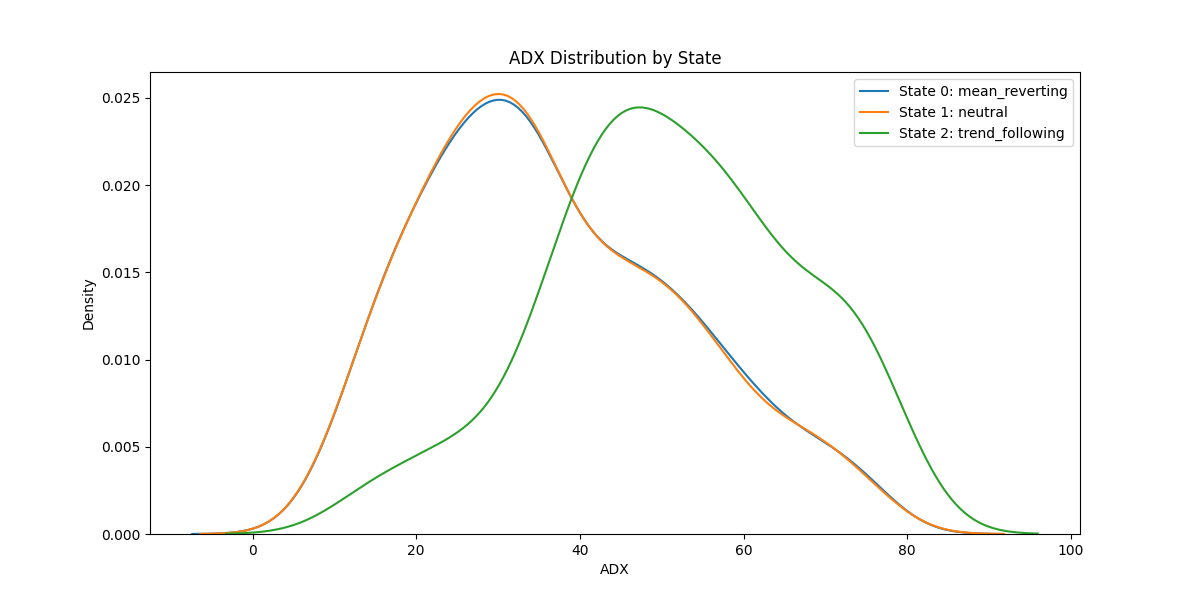 ADX Distribution by State
State 0: mean_reverting
State 1: neutral
State 2: trend_following
Density
0.025
0.020
0.015
0.010
0.005
0.000
0 20 40 60 80 100
ADX